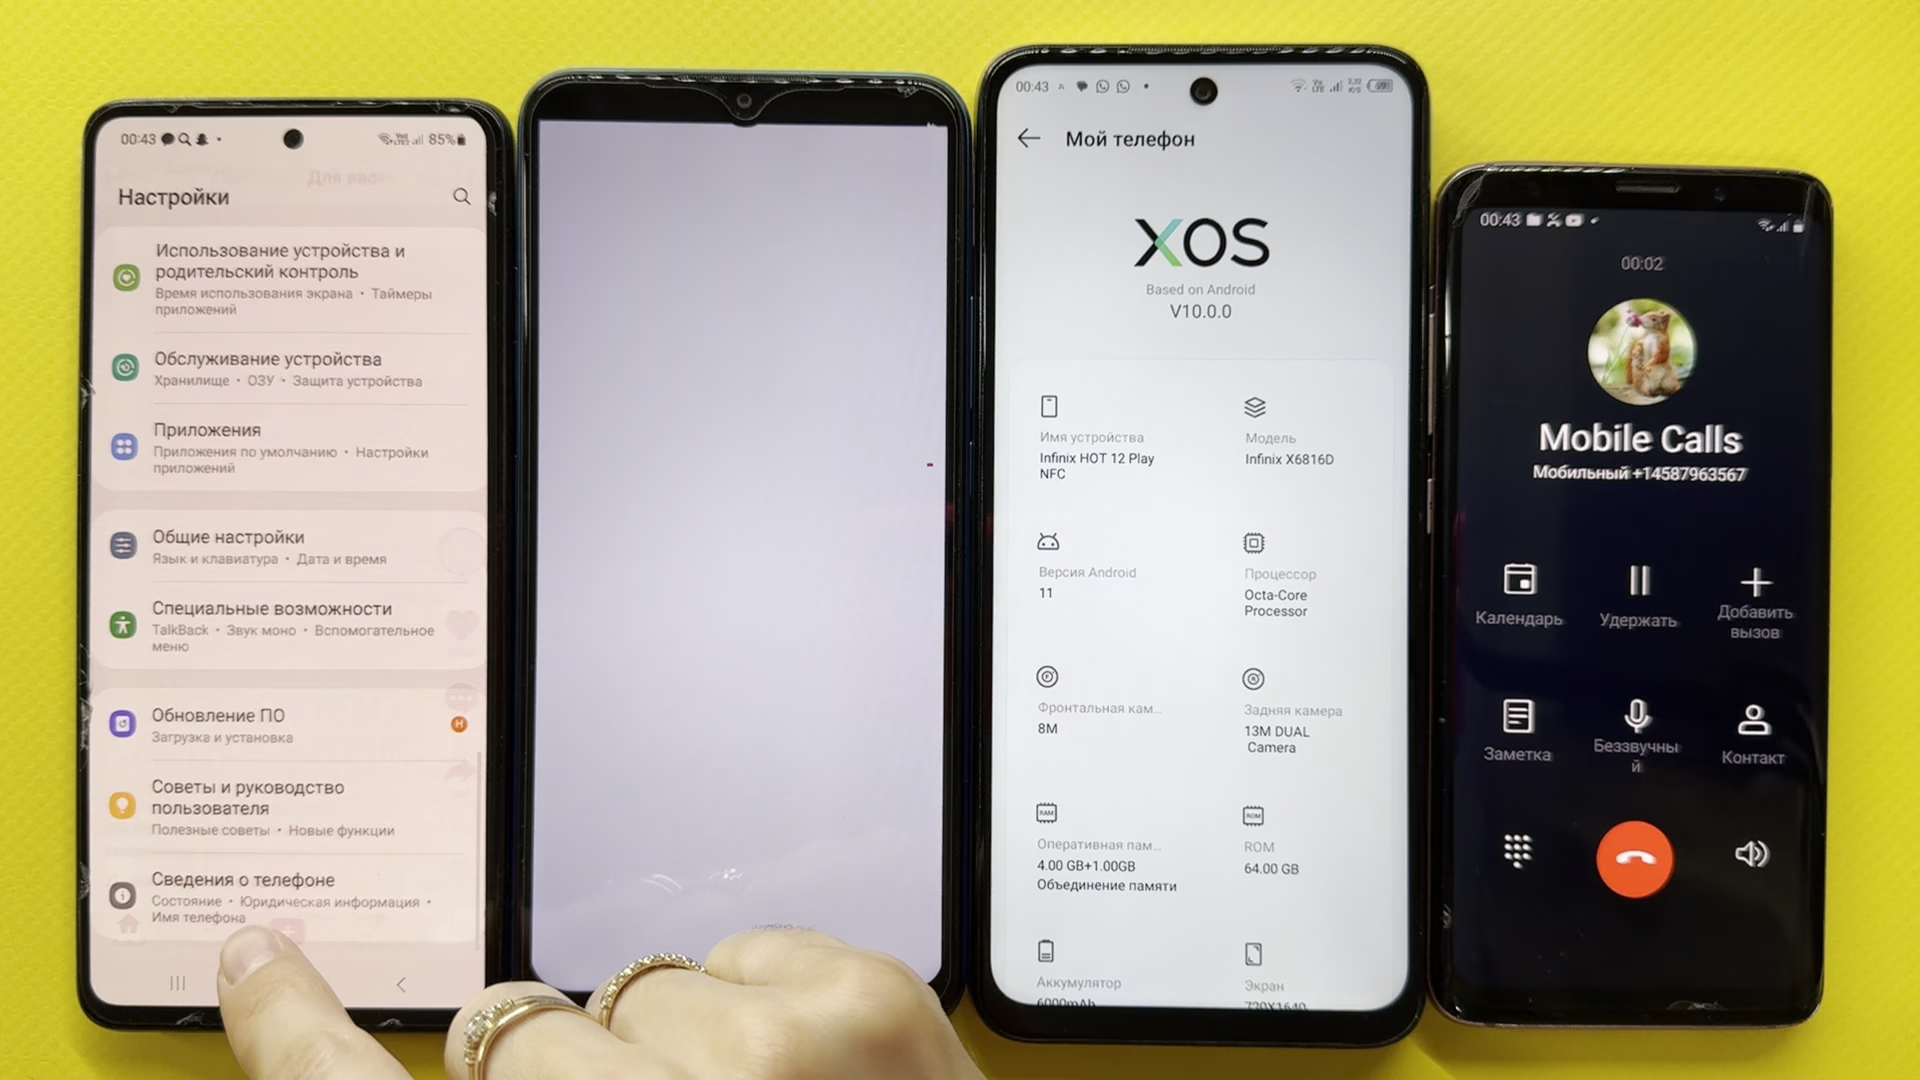 00:43
85%
Для вас
Настройки
Использование устройства и
родительский контроль
Время использования экрана • Таймеры
приложений
Обслуживание устройства
Хранилище • ОЗУ • Защита устройства
Приложения
Приложения по умолчанию • Настройки
приложений
Общие настройки
Язык и клавиатура • Дата и время
Специальные возможности
TalkBack • Звук моно • Вспомогательное
меню
Обновление ПО
Загрузка и установка
Н
Советы и руководство
пользователя
Полезные советы • Новые функции
Сведения о телефоне
Состояние • Юридическая информация •
Имя телефона
00:43
Мой телефон
XOS
Based on Android
V10.0.0
Имя устройства
Infinix HOT 12 Play
NFC
Модель
Infinix X6816D
Версия Android
11
Процессор
Octa-Core
Processor
Фронтальная кам...
8M
Задняя камера
13M DUAL
Camera
RAM
Оперативная пам...
4.00 GB+1.00GB
Объединение памяти
ROM
ROM
64.00 GB
Аккумулятор
6000mAh
Экран
720X1640
00:43
00:02
Mobile Calls
Мобильный +14587963567
Календарь
Удержать
Добавить
вызов
Заметка
Беззвучны
й
Контакт